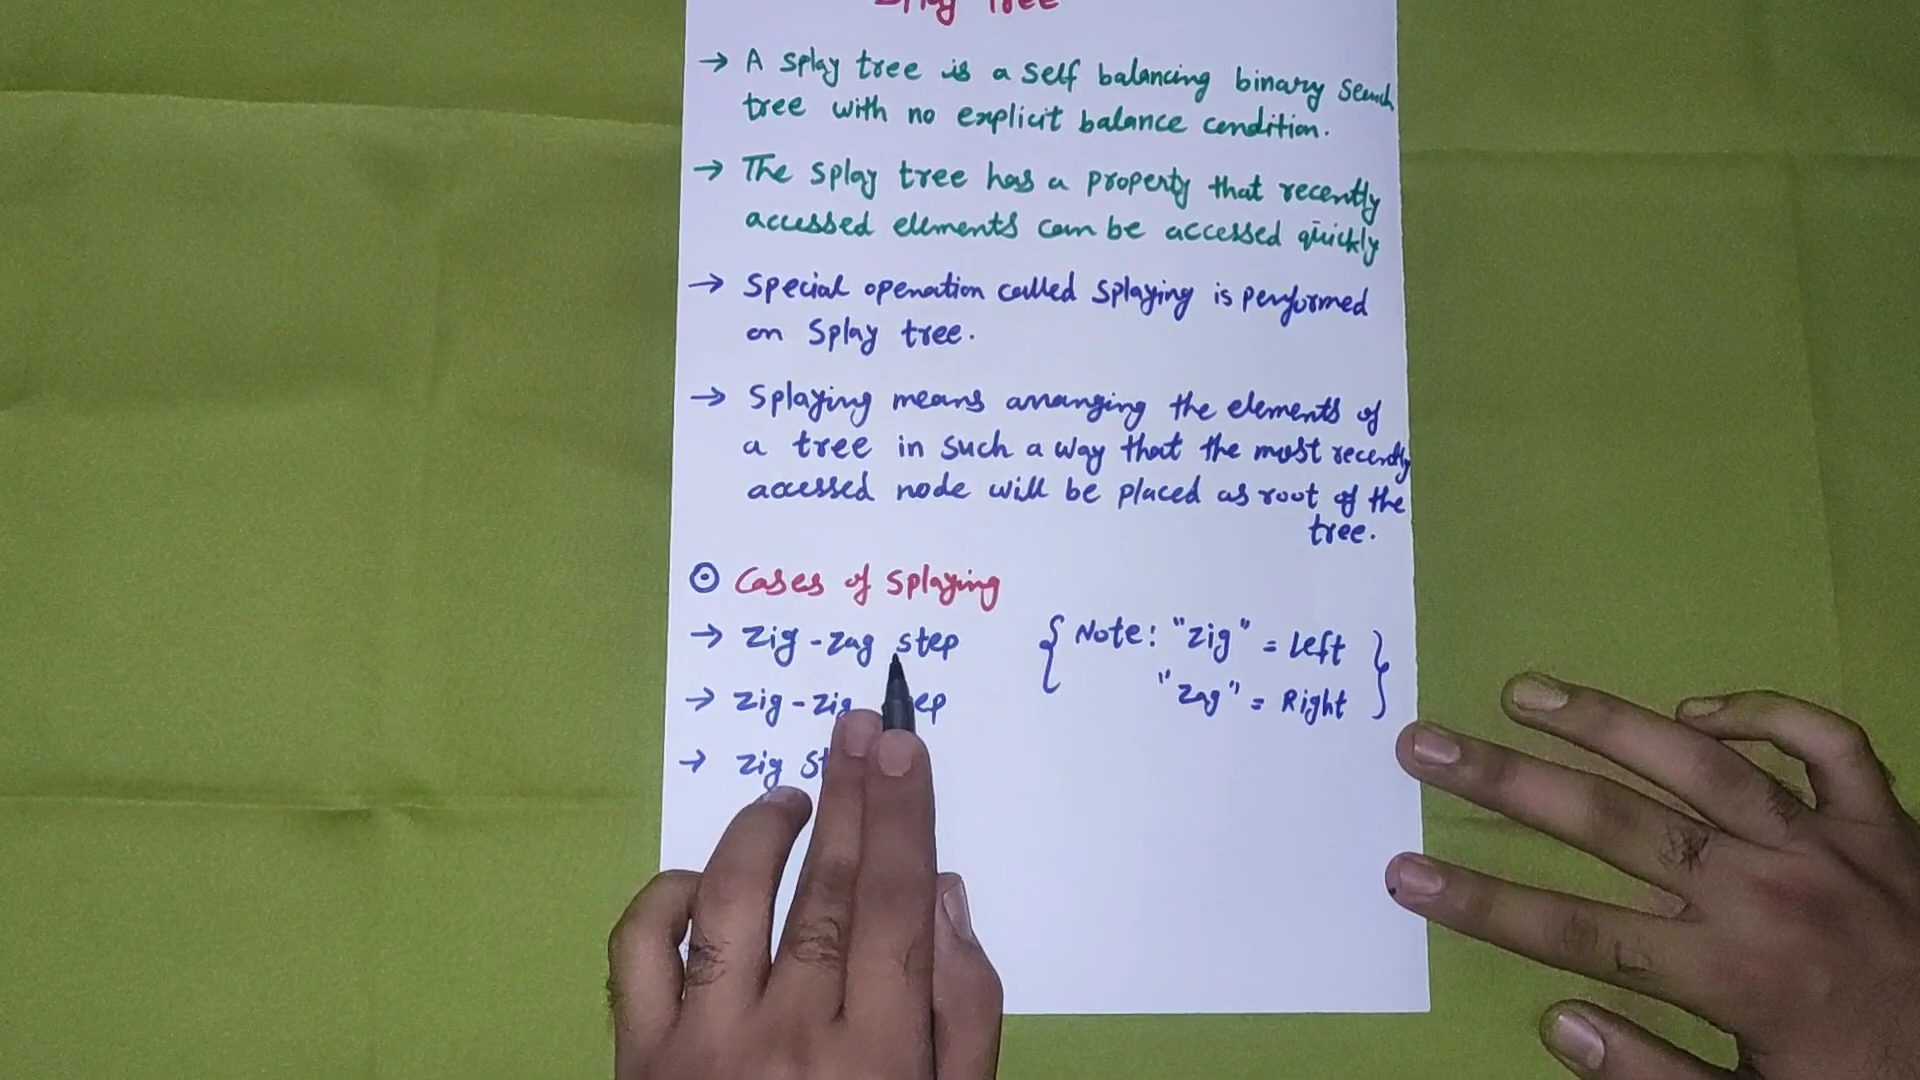 Splay Tree
→ A splay tree is a self balancing binary search
tree with no explicit balance condition.
→ The splay tree has a property that recently
accessed elements can be accessed quickly
→ Special operation called Splaying is performed
on Splay tree.
→ Splaying means arranging the elements of
a tree in such a way that the most recently
accessed node will be placed as root of the
tree.
Cases of Splaying
→ Zig-Zag step
→ Zig-Zig
→ Zig
{ Note: "Zig" = Left
"Zag" = Right }